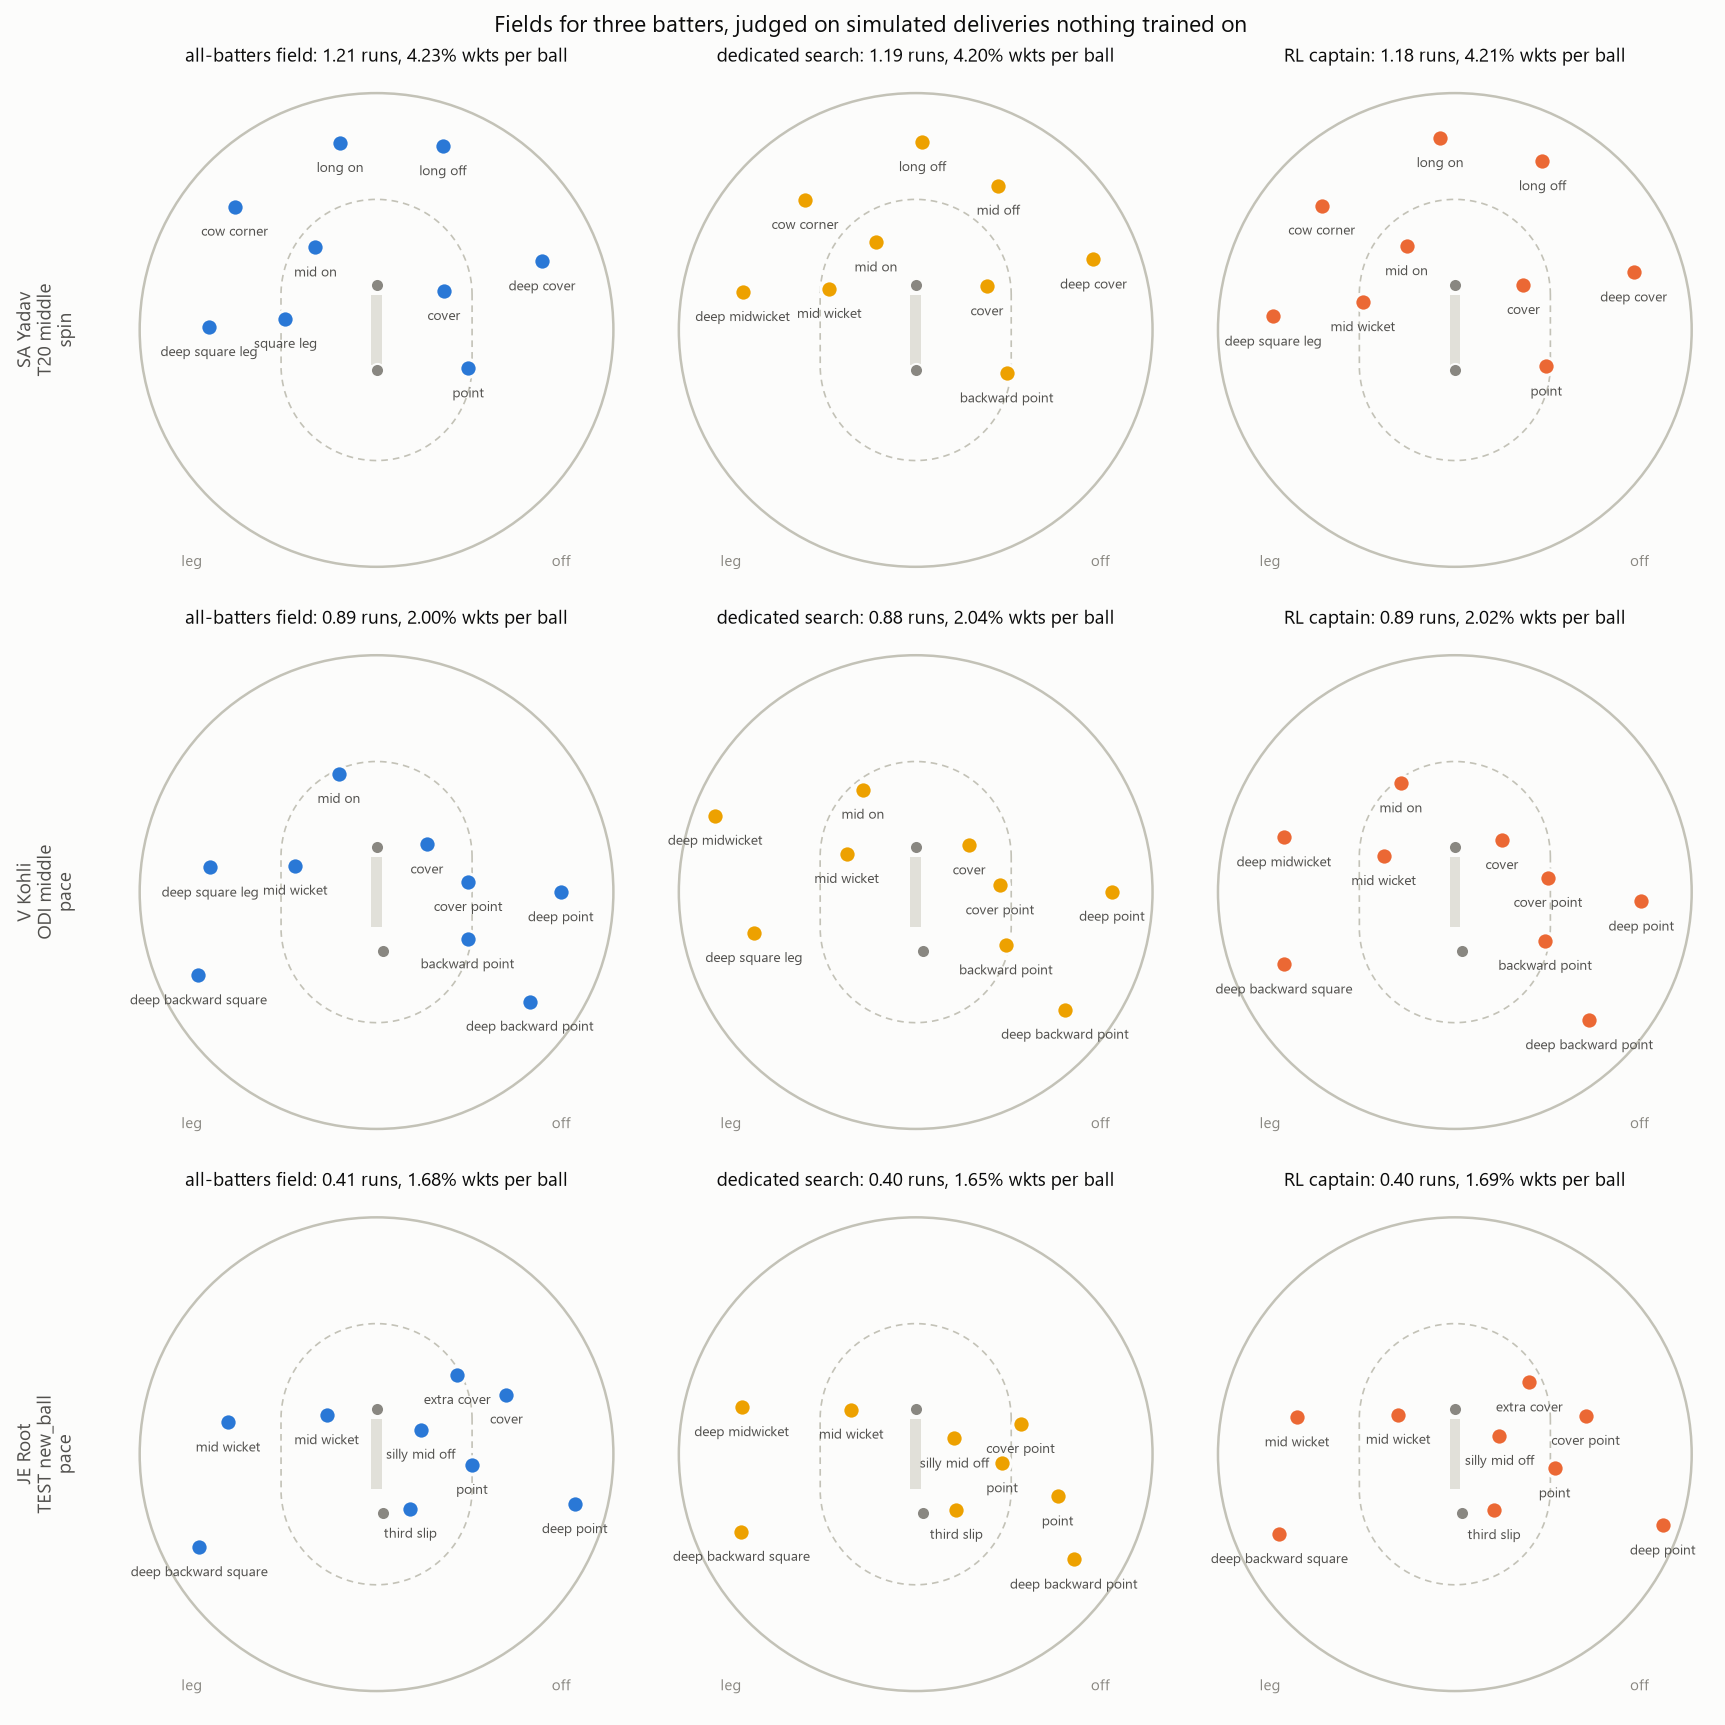 Fields for three batters, judged on simulated deliveries nothing trained on
all-batters field: 1.21 runs, 4.23% wkts per ball
dedicated search: 1.19 runs, 4.20% wkts per ball
RL captain: 1.18 runs, 4.21% wkts per ball
SA Yadav
T20 middle
spin
long on
long off
cow corner
mid on
deep cover
cover
square leg
deep square leg
point
leg
off
long off
mid off
cow corner
mid on
deep cover
deep midwicket
mid wicket
cover
backward point
leg
off
long on
long off
cow corner
mid on
deep cover
cover
mid wicket
deep square leg
point
leg
off
all-batters field: 0.89 runs, 2.00% wkts per ball
dedicated search: 0.88 runs, 2.04% wkts per ball
RL captain: 0.89 runs, 2.02% wkts per ball
V Kohli
ODI middle
pace
mid on
cover
deep square leg
mid wicket
cover point
deep point
backward point
deep backward square
deep backward point
leg
off
mid on
deep midwicket
cover
mid wicket
cover point
deep point
deep square leg
backward point
deep backward point
leg
off
mid on
deep midwicket
cover
mid wicket
cover point
deep point
backward point
deep backward square
deep backward point
leg
off
all-batters field: 0.41 runs, 1.68% wkts per ball
dedicated search: 0.40 runs, 1.65% wkts per ball
RL captain: 0.40 runs, 1.69% wkts per ball
JE Root
TEST new_ball
pace
extra cover
cover
mid wicket
mid wicket
silly mid off
point
third slip
deep point
deep backward square
leg
off
deep midwicket
mid wicket
cover point
silly mid off
point
point
third slip
deep backward square
deep backward point
leg
off
extra cover
mid wicket
mid wicket
cover point
silly mid off
point
third slip
deep point
deep backward square
leg
off